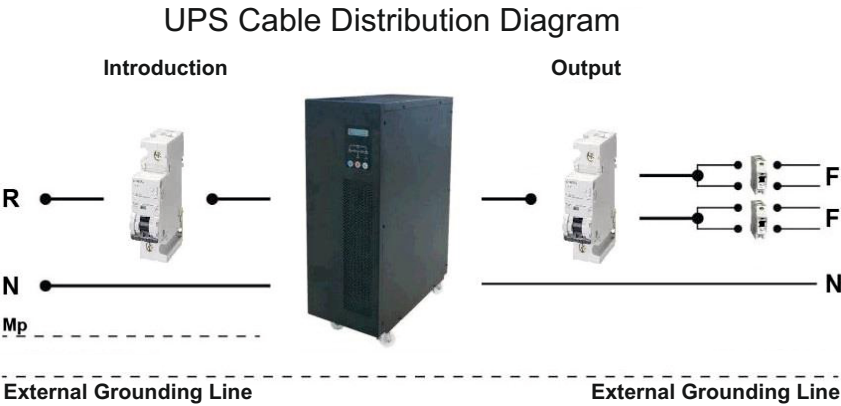 UPS Cable Distribution Diagram
Introduction
Output
R
F
F
N
N
Mp
External Grounding Line
External Grounding Line